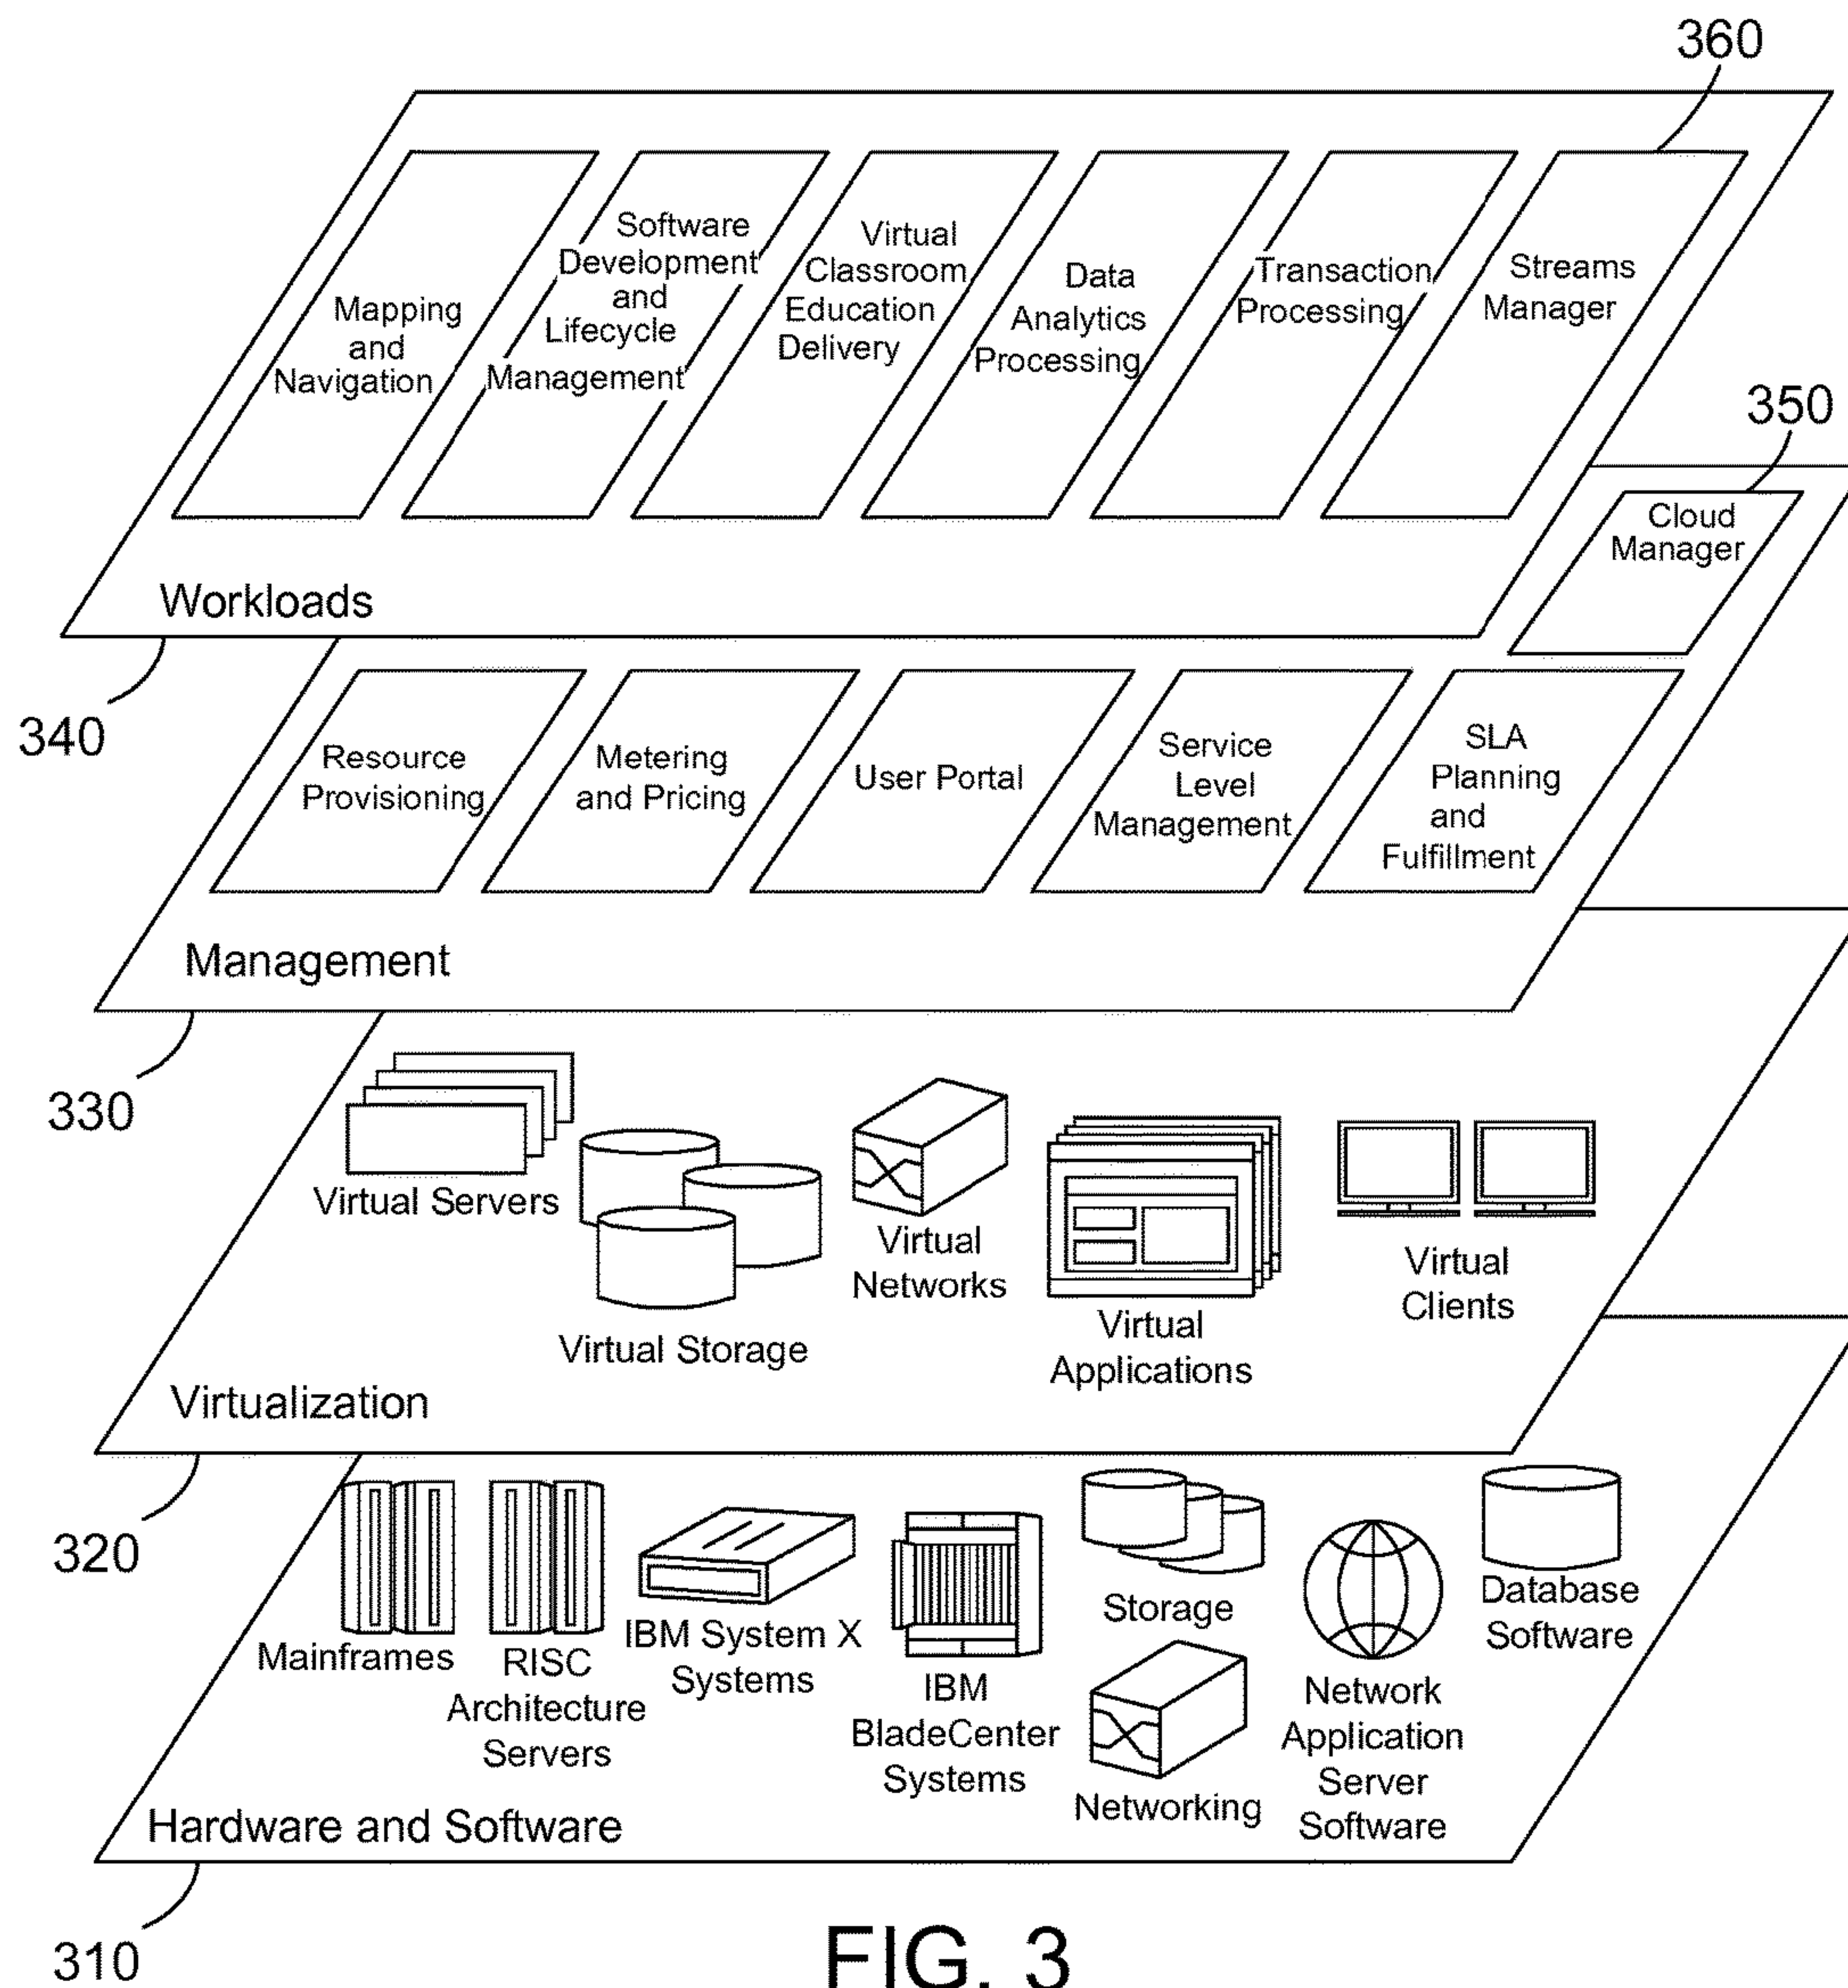 360
Mapping
and
Navigation
Software
Development
and
Lifecycle
Management
Virtual
Classroom
Education
Delivery
Data
Analytics
Processing
Transaction
Processing
Streams
Manager
Workloads
340
350
Cloud
Manager
Resource
Provisioning
Metering
and Pricing
User Portal
Service
Level
Management
SLA
Planning
and
Fulfillment
Management
330
Virtual Servers
Virtual Storage
Virtual
Networks
Virtual
Applications
Virtual
Clients
Virtualization
320
Mainframes
RISC
Architecture
Servers
IBM System X
Systems
IBM
BladeCenter
Systems
Storage
Networking
Network
Application
Server
Software
Database
Software
Hardware and Software
310
FIG. 3